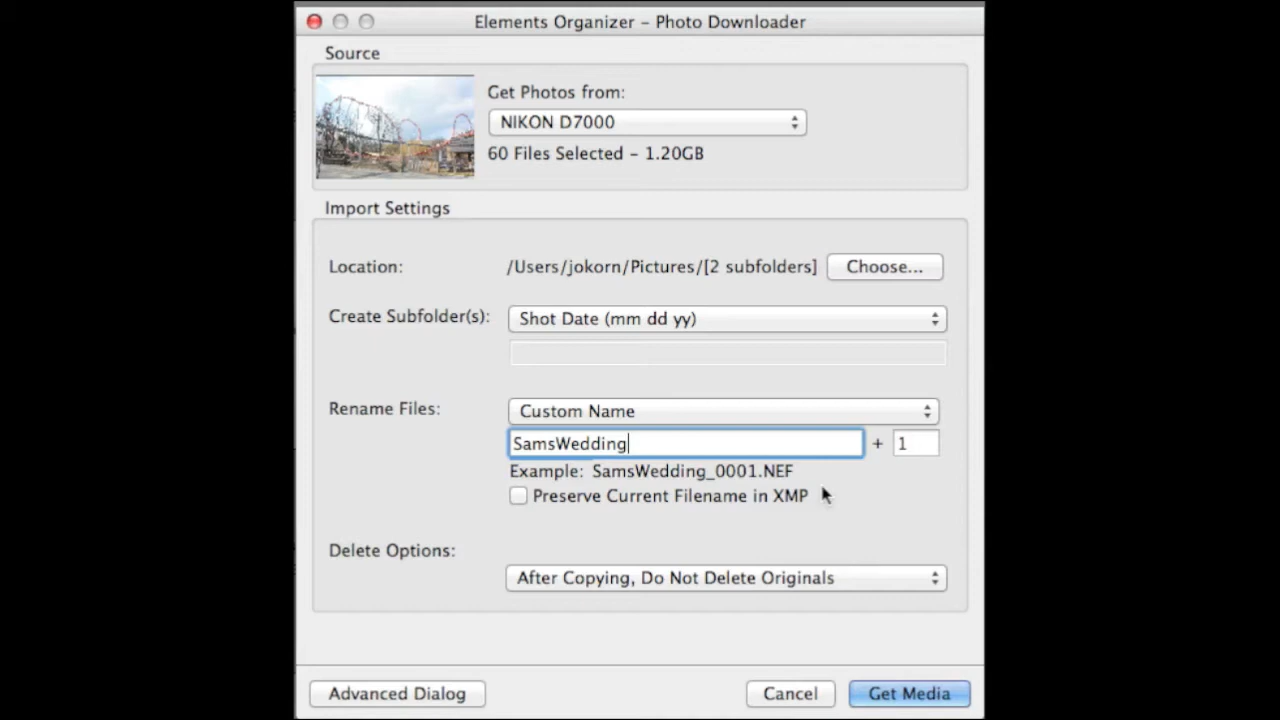 Elements Organizer – Photo Downloader
Source
Get Photos from:
NIKON D7000
60 Files Selected – 1.20GB
Import Settings
Location: /Users/jokorn/Pictures/[2 subfolders] Choose...
Create Subfolder(s): Shot Date (mm dd yy)
Rename Files: Custom Name
SamsWedding + 1
Example: SamsWedding_0001.NEF
Preserve Current Filename in XMP
Delete Options:
After Copying, Do Not Delete Originals
Advanced Dialog Cancel Get Media